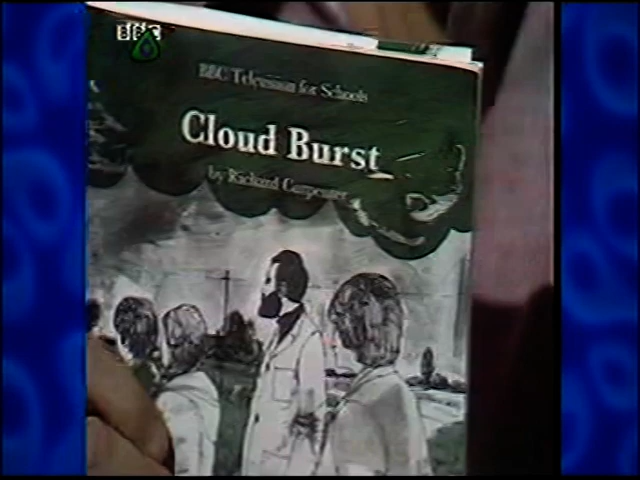 BBC
BBC Television for Schools
Cloud Burst
by Richard Carpenter